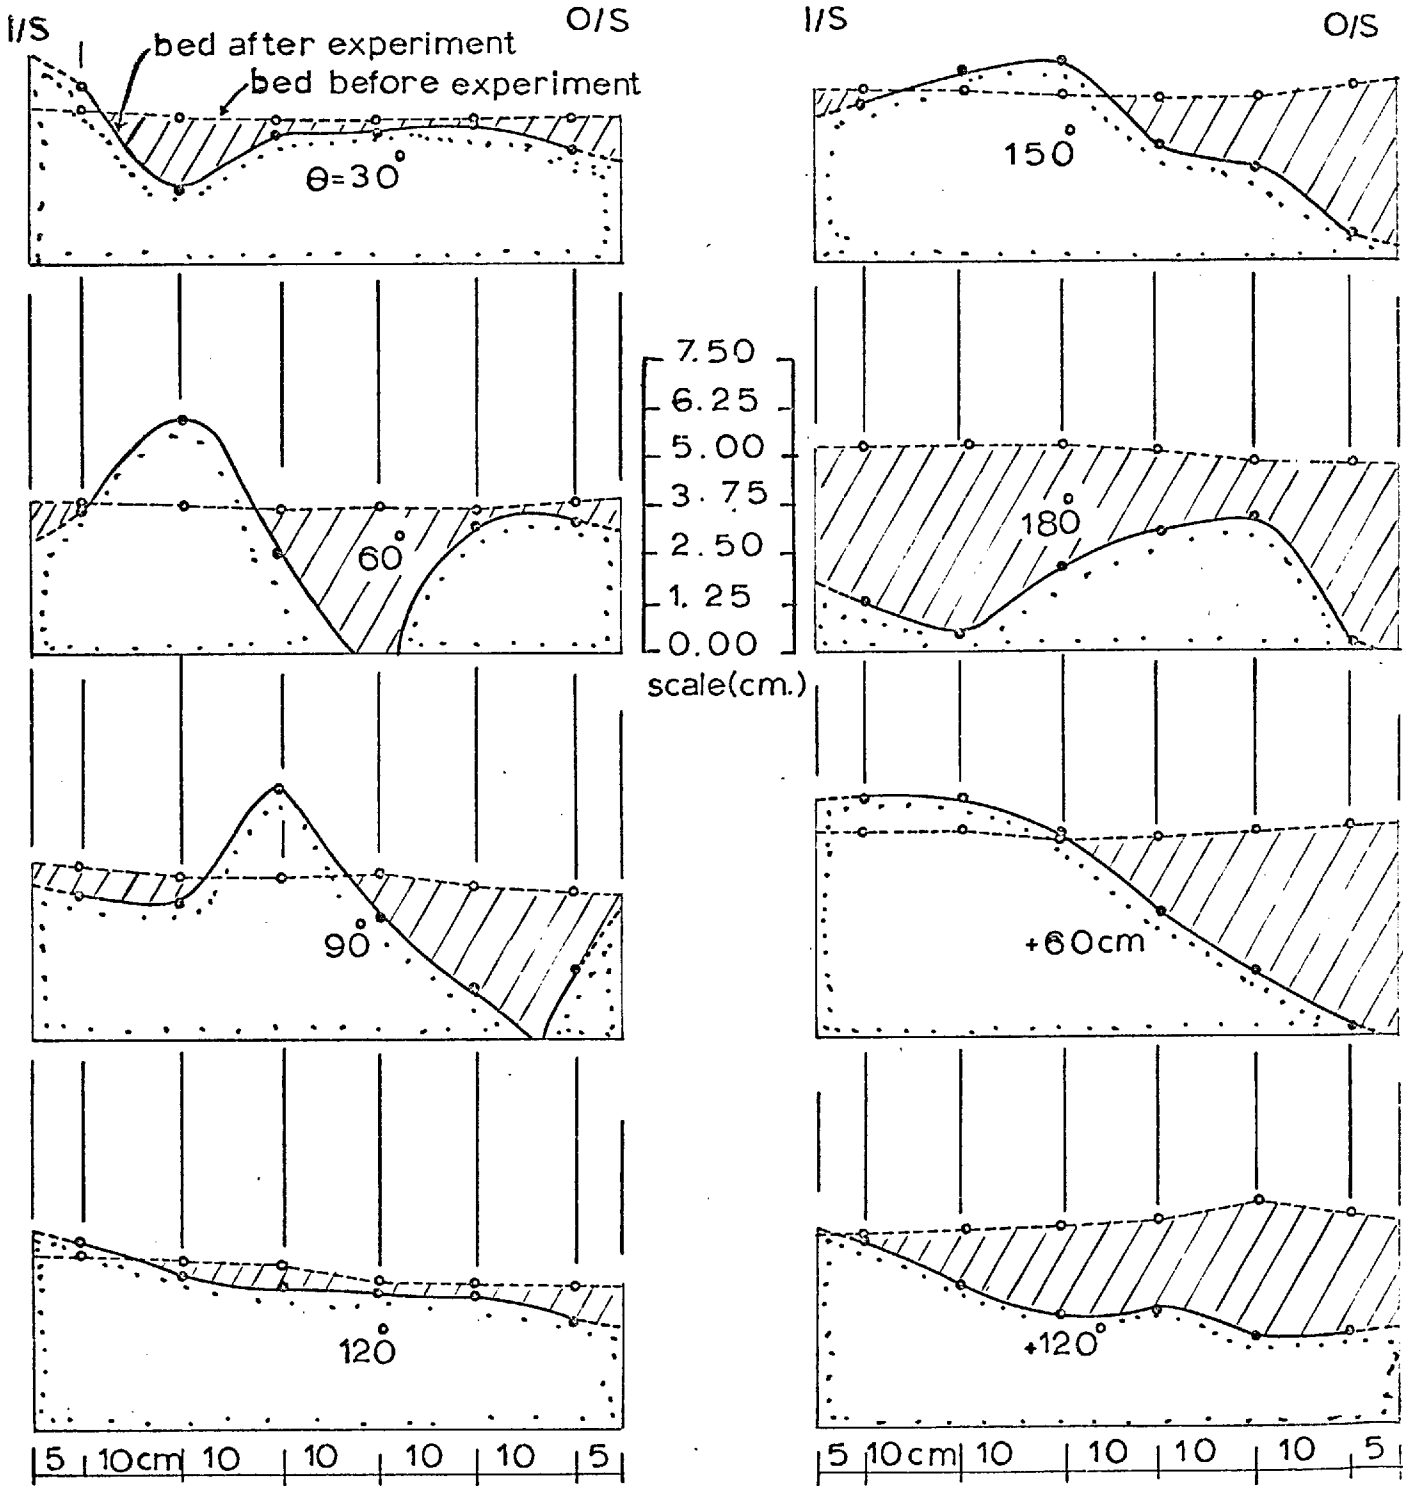 I/S
O/S
I/S
O/S
bed after experiment
bed before experiment
θ=30°
150°
7.50
6.25
5.00
3.75
2.50
1.25
0.00
scale(cm.)
60°
180°
90°
+60cm
120°
+120°
5 10cm 10 10 10 10 5
5 10cm 10 10 10 10 5